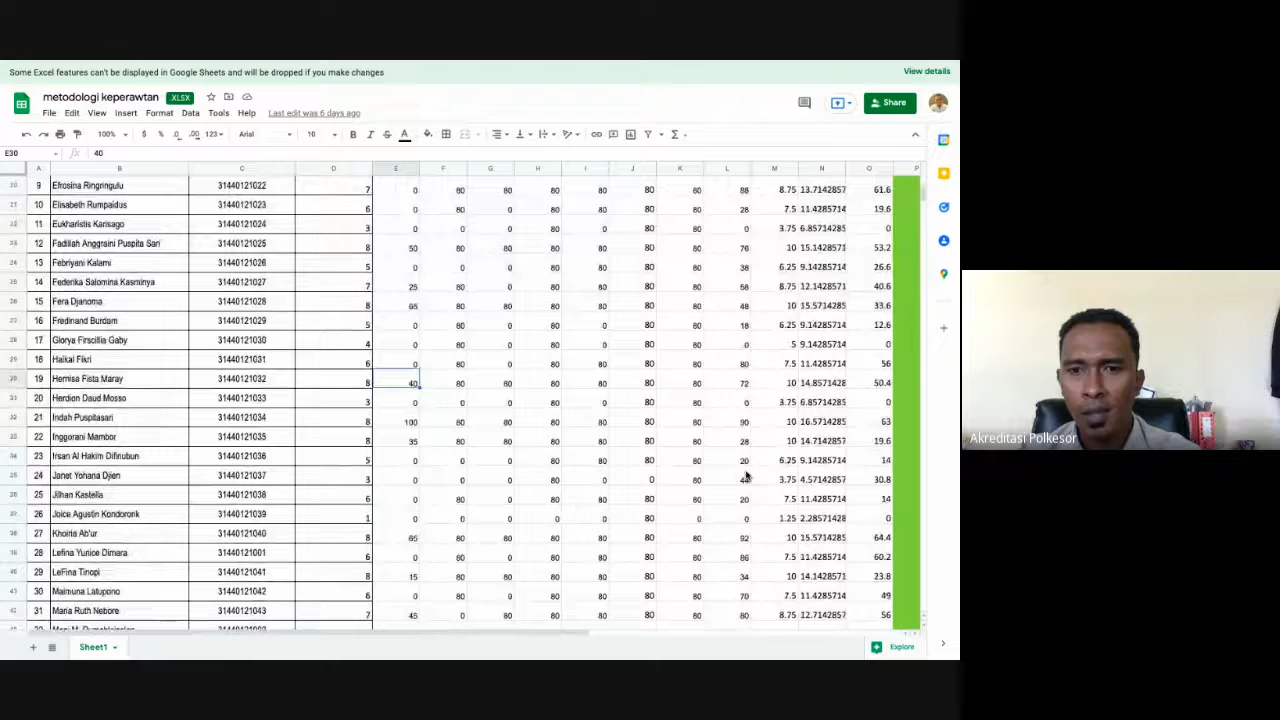 Some Excel features can't be displayed in Google Sheets and will be dropped if you make changes View details
metodologi keperawtan XLSX
Share
File Edit View Insert Format Data Tools Help Last edit was 6 days ago
100% $ % .0 .00 123 Arial 10 B I S A
E30 fx 40
A B C D E F G H I J K L M N O P
9 Efrosina Ringringulu 31440121022 7 0 80 80 80 80 80 80 88 8.75 13.7142857 61.6
10 Elisabeth Rumpaidus 31440121023 6 0 80 0 80 80 80 80 28 7.5 11.4285714 19.6
11 Eukharistis Karisago 31440121024 3 0 0 0 0 80 80 80 0 3.75 6.85714285 0
12 Fadillah Anggraini Puspita Sari 31440121025 8 50 80 80 80 80 80 80 76 10 15.1428571 53.2
13 Febriyani Kalami 31440121026 5 0 0 0 80 80 80 80 38 6.25 9.14285714 26.6
14 Federika Salomina Kasminya 31440121027 7 25 80 0 80 80 80 80 58 8.75 12.1428571 40.6
15 Fera Djanoma 31440121028 8 65 80 80 80 80 80 80 48 10 15.5714285 33.6
16 Fredinand Burdam 31440121029 5 0 80 0 80 0 80 80 18 6.25 9.14285714 12.6
17 Glorya Firscillia Gaby 31440121030 4 0 80 0 80 0 80 80 0 5 9.14285714 0
18 Haikal Fikri 31440121031 6 0 80 0 80 80 80 80 80 7.5 11.4285714 56
19 Hernisa Fista Maray 31440121032 8 40 80 80 80 80 80 80 72 10 14.8571428 50.4
20 Herdion Daud Mosso 31440121033 3 0 0 0 0 80 80 80 0 3.75 6.85714285 0
21 Indah Puspitasari 31440121034 8 100 80 80 80 80 80 80 90 10 16.5714285 63
22 Inggorani Mambor 31440121035 8 35 80 80 80 80 80 80 28 10 14.7142857 19.6
23 Irsan Al Hakim Difinubun 31440121036 5 0 0 0 80 80 80 80 20 6.25 9.14285714 14
24 Janet Yohana Djien 31440121037 3 0 0 0 80 80 0 80 3.75 4.57142857 30.8
25 Jilhan Kastella 31440121038 6 0 80 0 80 80 80 80 20 7.5 11.4285714 14
26 Joice Agustin Kondororik 31440121039 1 0 0 0 0 0 80 0 0 1.25 2.28571428 0
27 Khoiria Ab'ur 31440121040 8 65 80 80 80 80 80 80 92 10 15.5714285 64.4
28 Lefina Yunice Dimara 31440121001 6 0 80 0 80 80 80 80 86 7.5 11.4285714 60.2
29 LeFina Tinopi 31440121041 8 15 80 80 80 80 80 80 34 10 14.1428571 23.8
30 Maimuna Latupono 31440121042 6 0 80 0 80 80 80 80 70 7.5 11.4285714 49
31 Maria Ruth Nebore 31440121043 7 45 0 80 80 80 80 80 80 8.75 12.7142857 56
Sheet1
Explore
Akreditasi Polkesor